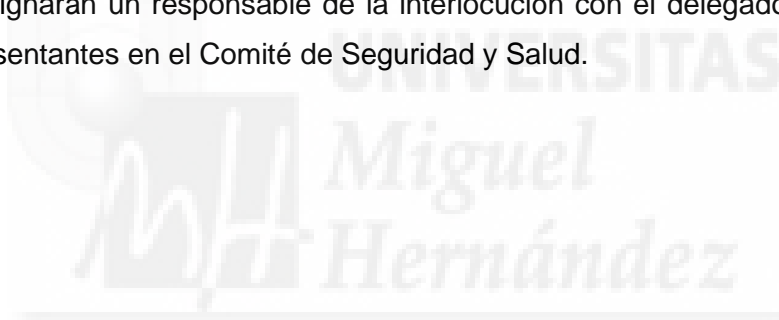 ignarán un responsable de la interlocución con el delegado
sentantes en el Comité de Seguridad y Salud.
UNIVERSITAS
Miguel
Hernández